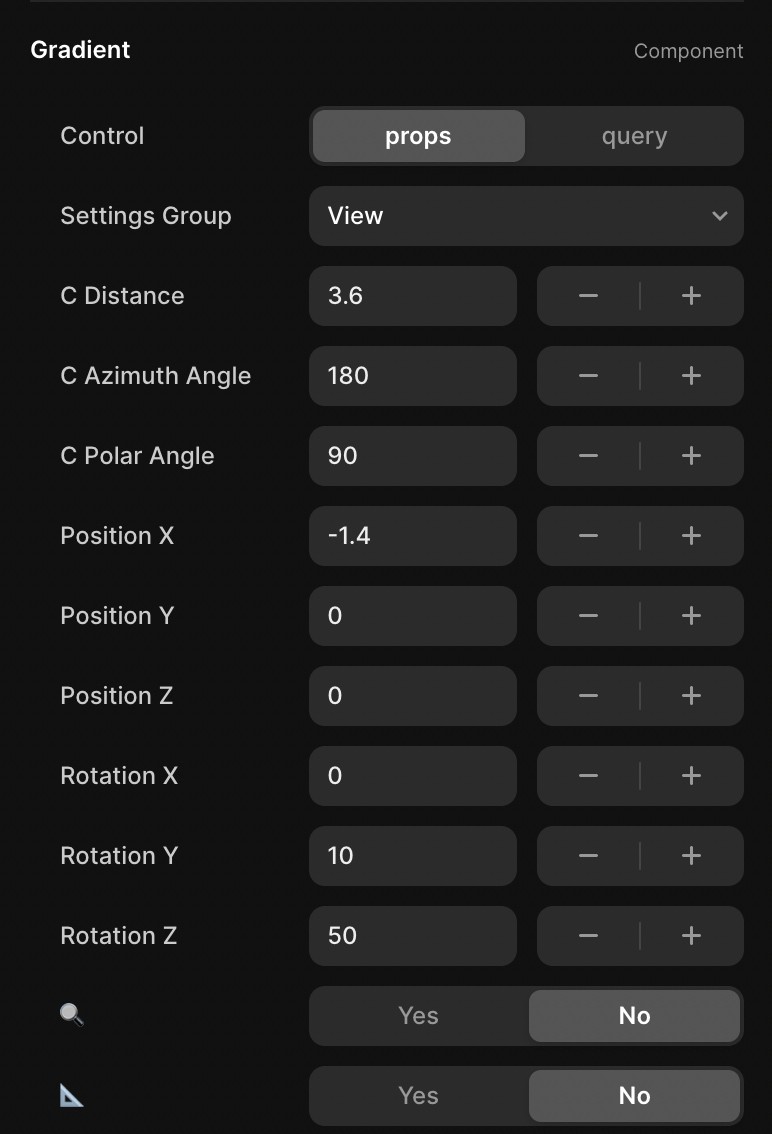 Gradient Component
Control props query
Settings Group View
C Distance 3.6
C Azimuth Angle 180
C Polar Angle 90
Position X -1.4
Position Y 0
Position Z 0
Rotation X 0
Rotation Y 10
Rotation Z 50
Yes No
Yes No